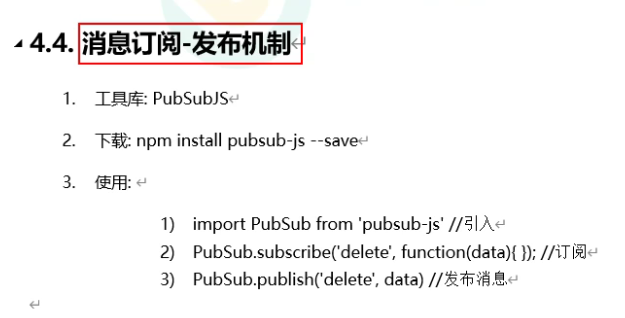 4.4. 消息订阅-发布机制
1. 工具库: PubSubJS
2. 下载: npm install pubsub-js --save
3. 使用:
1) import PubSub from 'pubsub-js' //引入
2) PubSub.subscribe('delete', function(data){ }); //订阅
3) PubSub.publish('delete', data) //发布消息